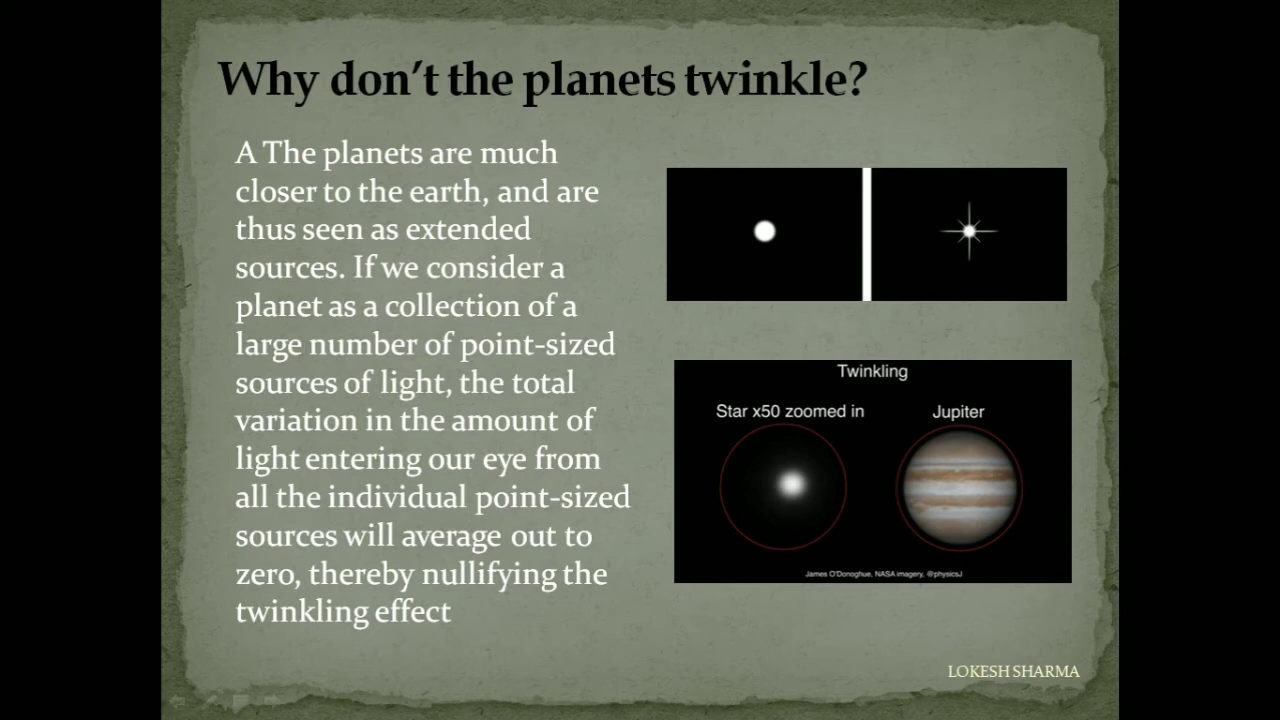 Why don't the planets twinkle?
A The planets are much
closer to the earth, and are
thus seen as extended
sources. If we consider a
planet as a collection of a
large number of point-sized
sources of light, the total
variation in the amount of
light entering our eye from
all the individual point-sized
sources will average out to
zero, thereby nullifying the
twinkling effect
Twinkling
Star x50 zoomed in
Jupiter
James O'Donoghue, NASA imagery, @physicsJ
LOKESH SHARMA